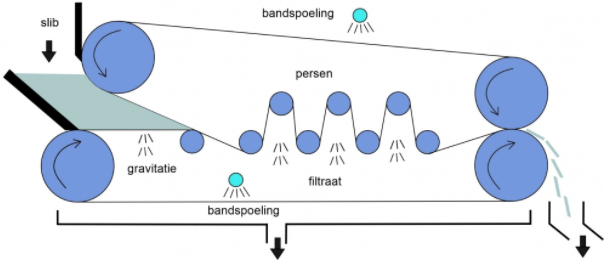 bandspoeling
slib
persen
gravitatie
filtraat
bandspoeling